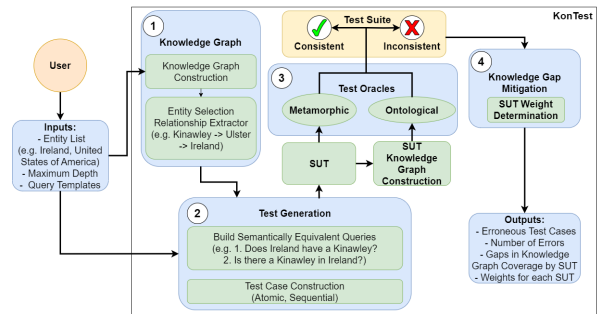 KonTest
Test Suite
Consistent
Inconsistent
1
Knowledge Graph
Knowledge Graph
Construction
Entity Selection
Relationship Extractor
(e.g. Kinawley -> Ulster
-> Ireland)
User
Inputs:
- Entity List
(e.g. Ireland, United
States of America)
- Maximum Depth
- Query Templates
3
Test Oracles
Metamorphic
Ontological
SUT
SUT
Knowledge
Graph
Construction
4
Knowledge Gap
Mitigation
SUT Weight
Determination
2
Test Generation
Build Semantically Equivalent Queries
(e.g. 1. Does Ireland have a Kinawley?
2. Is there a Kinawley in Ireland?)
Test Case Construction
(Atomic, Sequential)
Outputs:
- Erroneous Test Cases
- Number of Errors
- Gaps in Knowledge
Graph Coverage by SUT
- Weights for each SUT